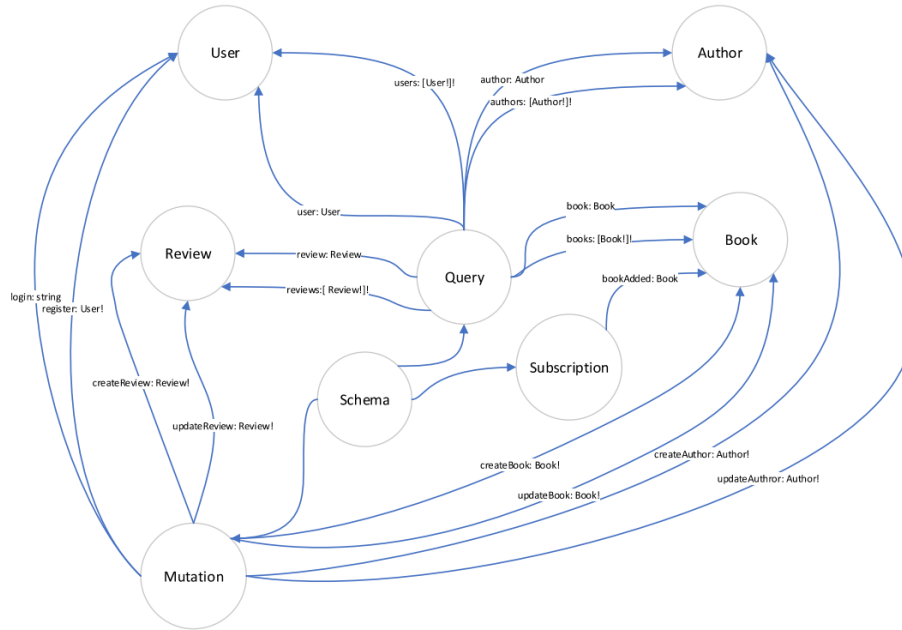 User
Author
users: [User!]!
author: Author
authors: [Author!]!
user: User
book: Book
Review
review: Review
Query
books: [Book!]!
Book
reviews:[ Review!]!
bookAdded: Book
login: string
register: User!
Subscription
createReview: Review!
Schema
updateReview: Review!
createAuthor: Author!
createBook: Book!
updateAuthror: Author!
updateBook: Book!
Mutation